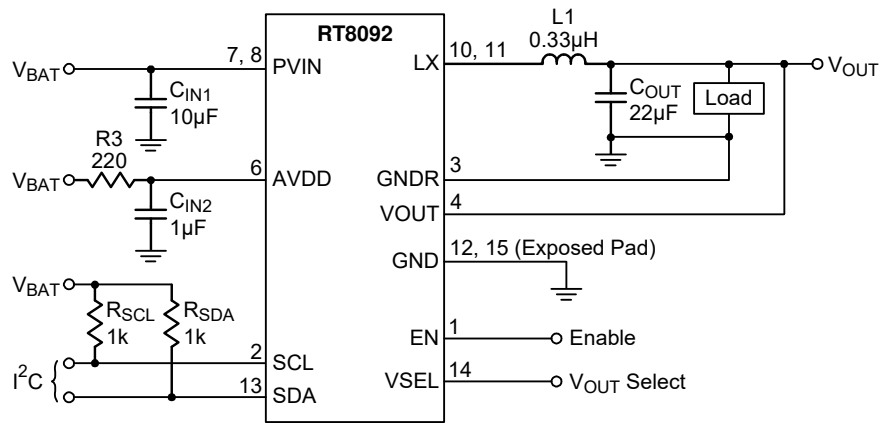 RT8092
L1
0.33μH
7, 8
PVIN
LX
10, 11
VBAT
VOUT
CIN1
10μF
COUT
22μF
Load
R3
220
VBAT
6
AVDD
GNDR
3
CIN2
1μF
VOUT
4
GND
12, 15 (Exposed Pad)
VBAT
RSCL
1k
RSDA
1k
EN
1
Enable
I²C
2
SCL
13
SDA
VSEL
14
VOUT Select